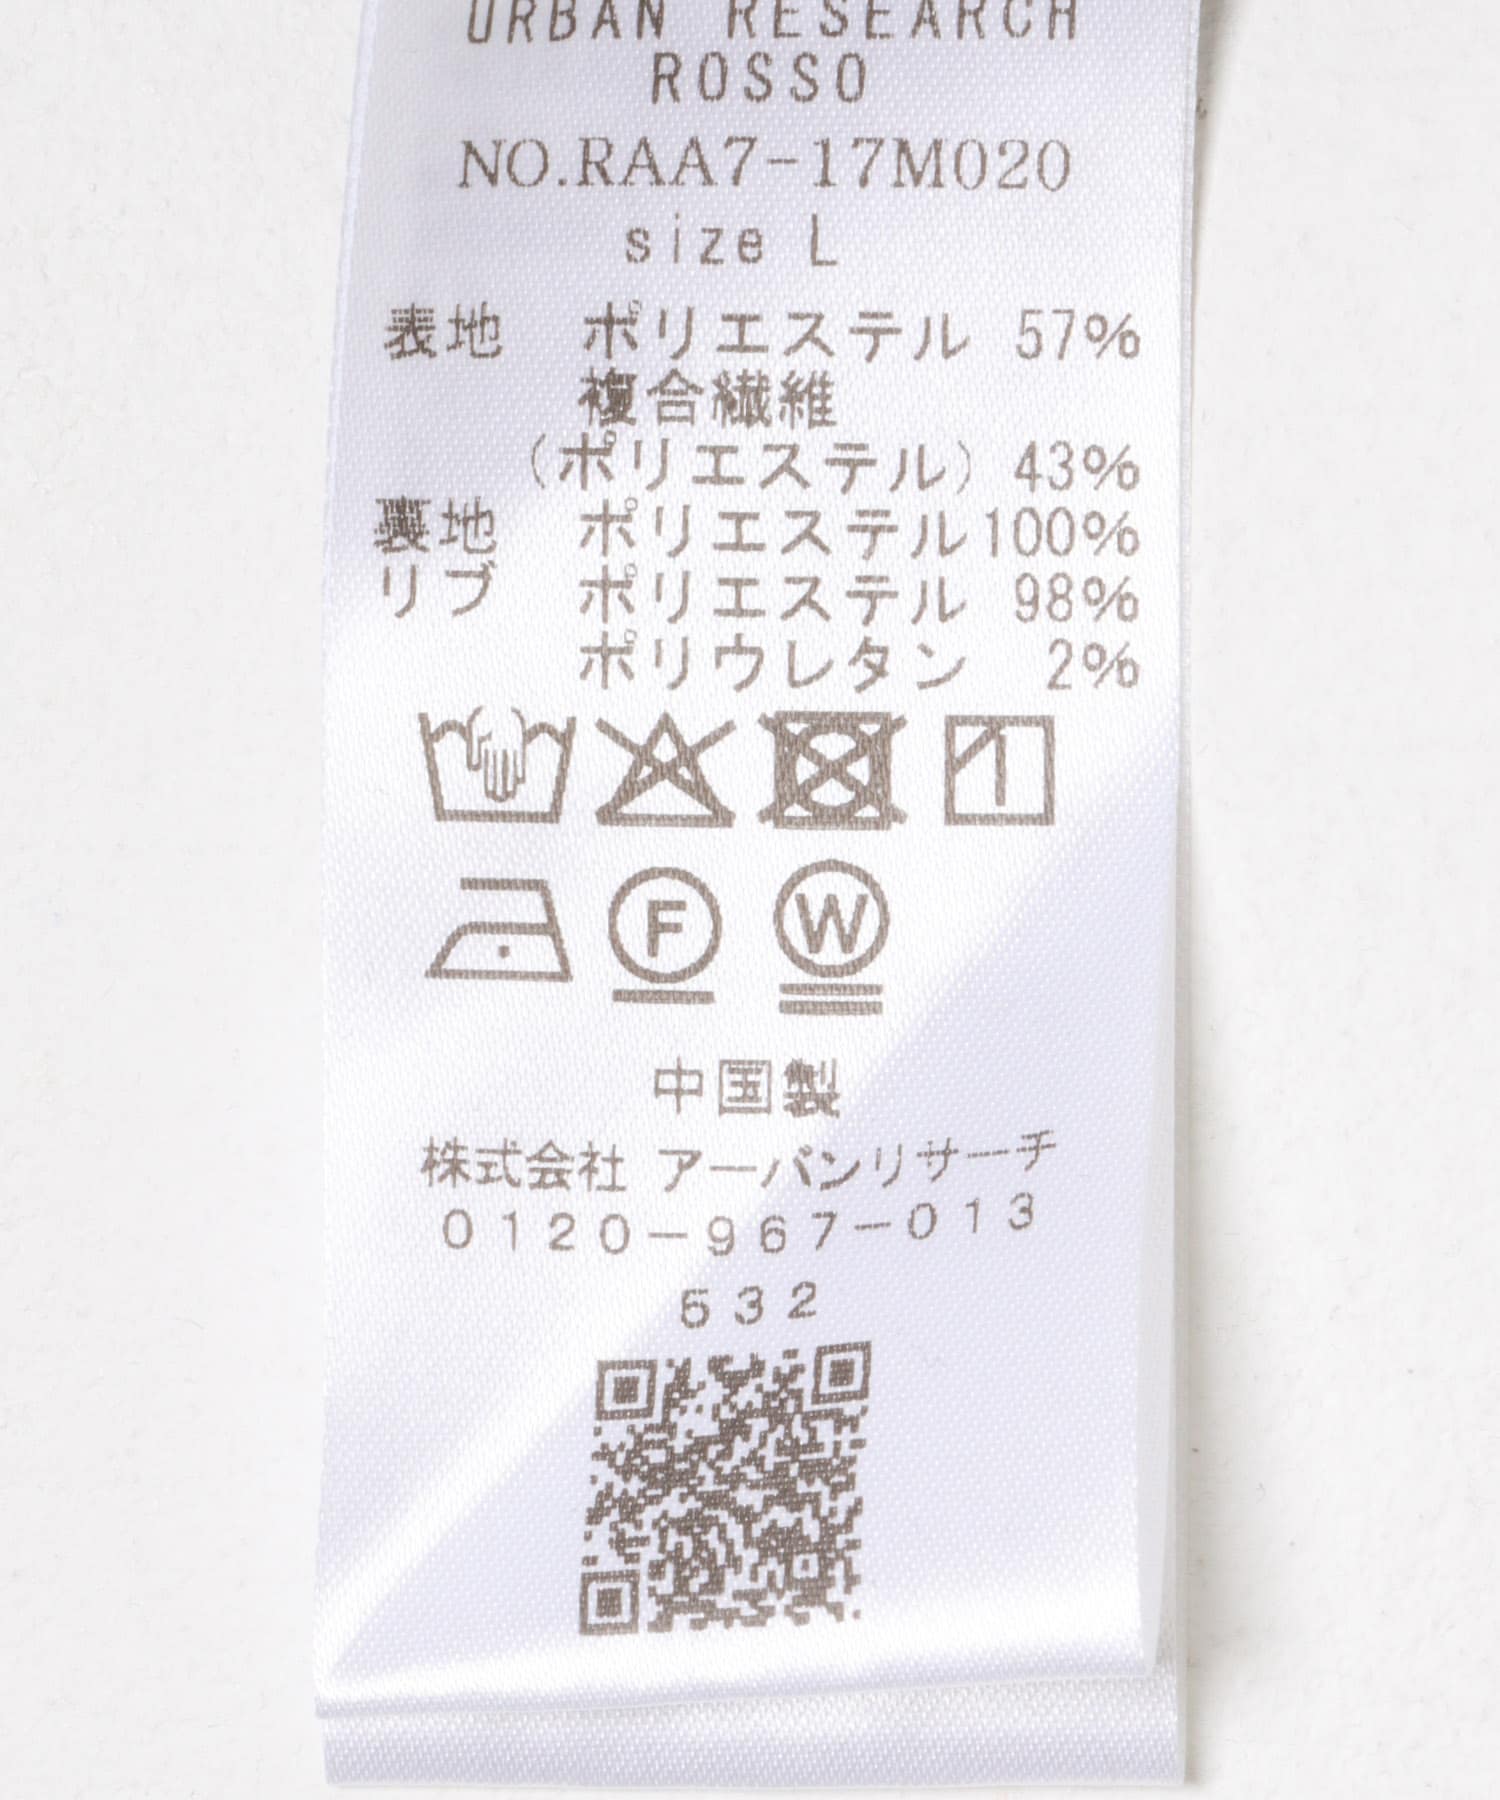 URBAN RESEARCH
ROSSO
NO.RAA7-17M020
size L
表地 ポリエステル 57%
複合繊維
(ポリエステル) 43%
裏地 ポリエステル100%
リブ ポリエステル 98%
ポリウレタン 2%
F W
中国製
株式会社 アーバンリサーチ
0120-967-013
532